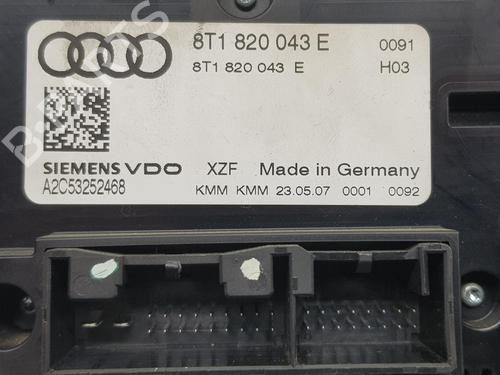 8T1 820 043 E 0091
8T1 820 043 E H03
SIEMENS VDO XZF Made in Germany
A2C53252468 KMM KMM 23.05.07 0001 0092
B-PARTS